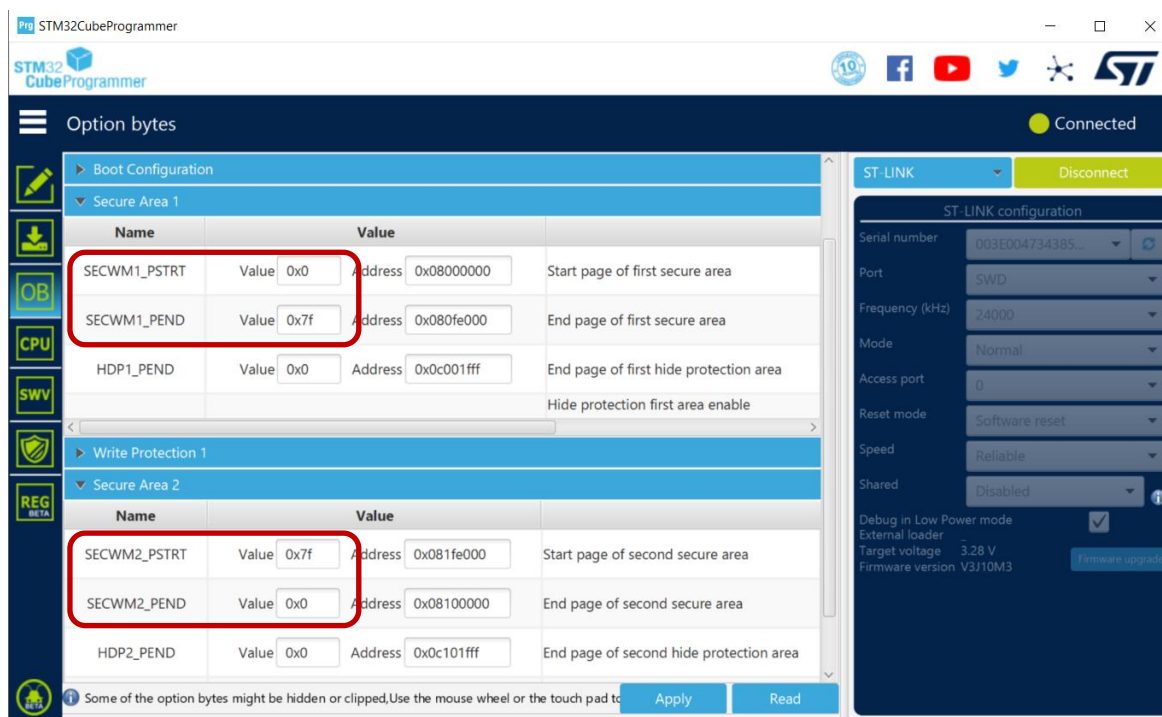 Prg STM32CubeProgrammer
STM32
CubeProgrammer
10
Option bytes
Connected
Boot Configuration
Secure Area 1
Name Value
SECWM1_PSTRT Value 0x0 Address 0x08000000 Start page of first secure area
SECWM1_PEND Value 0x7f Address 0x080fe000 End page of first secure area
HDP1_PEND Value 0x0 Address 0x0c001fff End page of first hide protection area
Hide protection first area enable
Write Protection 1
Secure Area 2
Name Value
SECWM2_PSTRT Value 0x7f Address 0x081fe000 Start page of second secure area
SECWM2_PEND Value 0x0 Address 0x08100000 End page of second secure area
HDP2_PEND Value 0x0 Address 0x0c101fff End page of second hide protection area
Some of the option bytes might be hidden or clipped,Use the mouse wheel or the touch pad to
Apply Read
OB
CPU
SWV
REG
BETA
BETA
ST-LINK Disconnect
ST-LINK configuration
Serial number 003E004734385...
Port SWD
Frequency (kHz) 24000
Mode Normal
Access port 0
Reset mode Software reset
Speed Reliable
Shared Disabled
Debug in Low Power mode
External loader _
Target voltage 3.28 V
Firmware version V3J10M3
Firmware upgrade